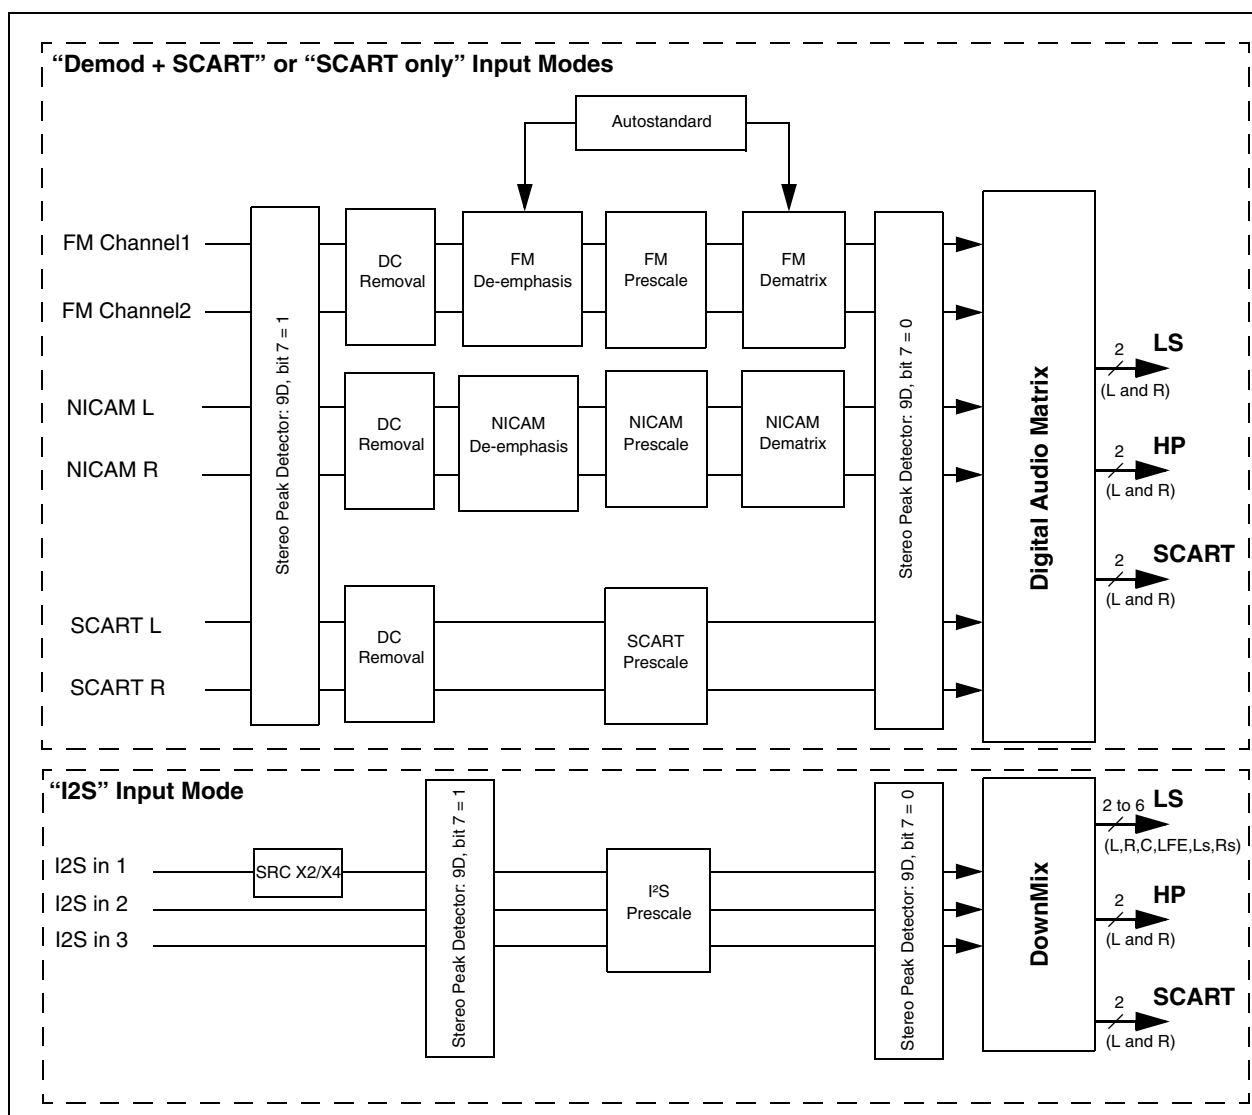 “Demod + SCART” or “SCART only” Input Modes
Autostandard
FM Channel1
FM Channel2
NICAM L
NICAM R
SCART L
SCART R
Stereo Peak Detector: 9D, bit 7 = 1
DC
Removal
FM
De-emphasis
FM
Prescale
FM
Dematrix
DC
Removal
NICAM
De-emphasis
NICAM
Prescale
NICAM
Dematrix
DC
Removal
SCART
Prescale
Stereo Peak Detector: 9D, bit 7 = 0
Digital Audio Matrix
2 LS
(L and R)
2 HP
(L and R)
2 SCART
(L and R)
“I2S” Input Mode
I2S in 1
I2S in 2
I2S in 3
SRC X2/X4
Stereo Peak Detector: 9D, bit 7 = 1
I²S
Prescale
Stereo Peak Detector: 9D, bit 7 = 0
DownMix
2 to 6 LS
(L,R,C,LFE,Ls,Rs)
2 HP
(L and R)
2 SCART
(L and R)